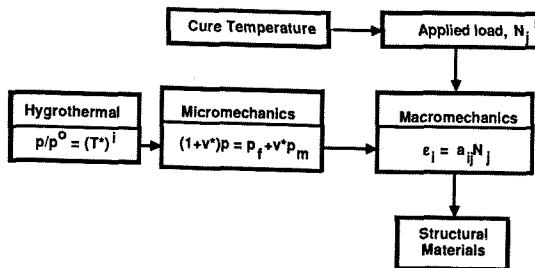 Cure Temperature
Applied load, N_j
Hygrothermal
p/p° = (T*)^i
Micromechanics
(1+v*)p = p_f+v*p_m
Macromechanics
ε_i = a_ij N_j
Structural
Materials